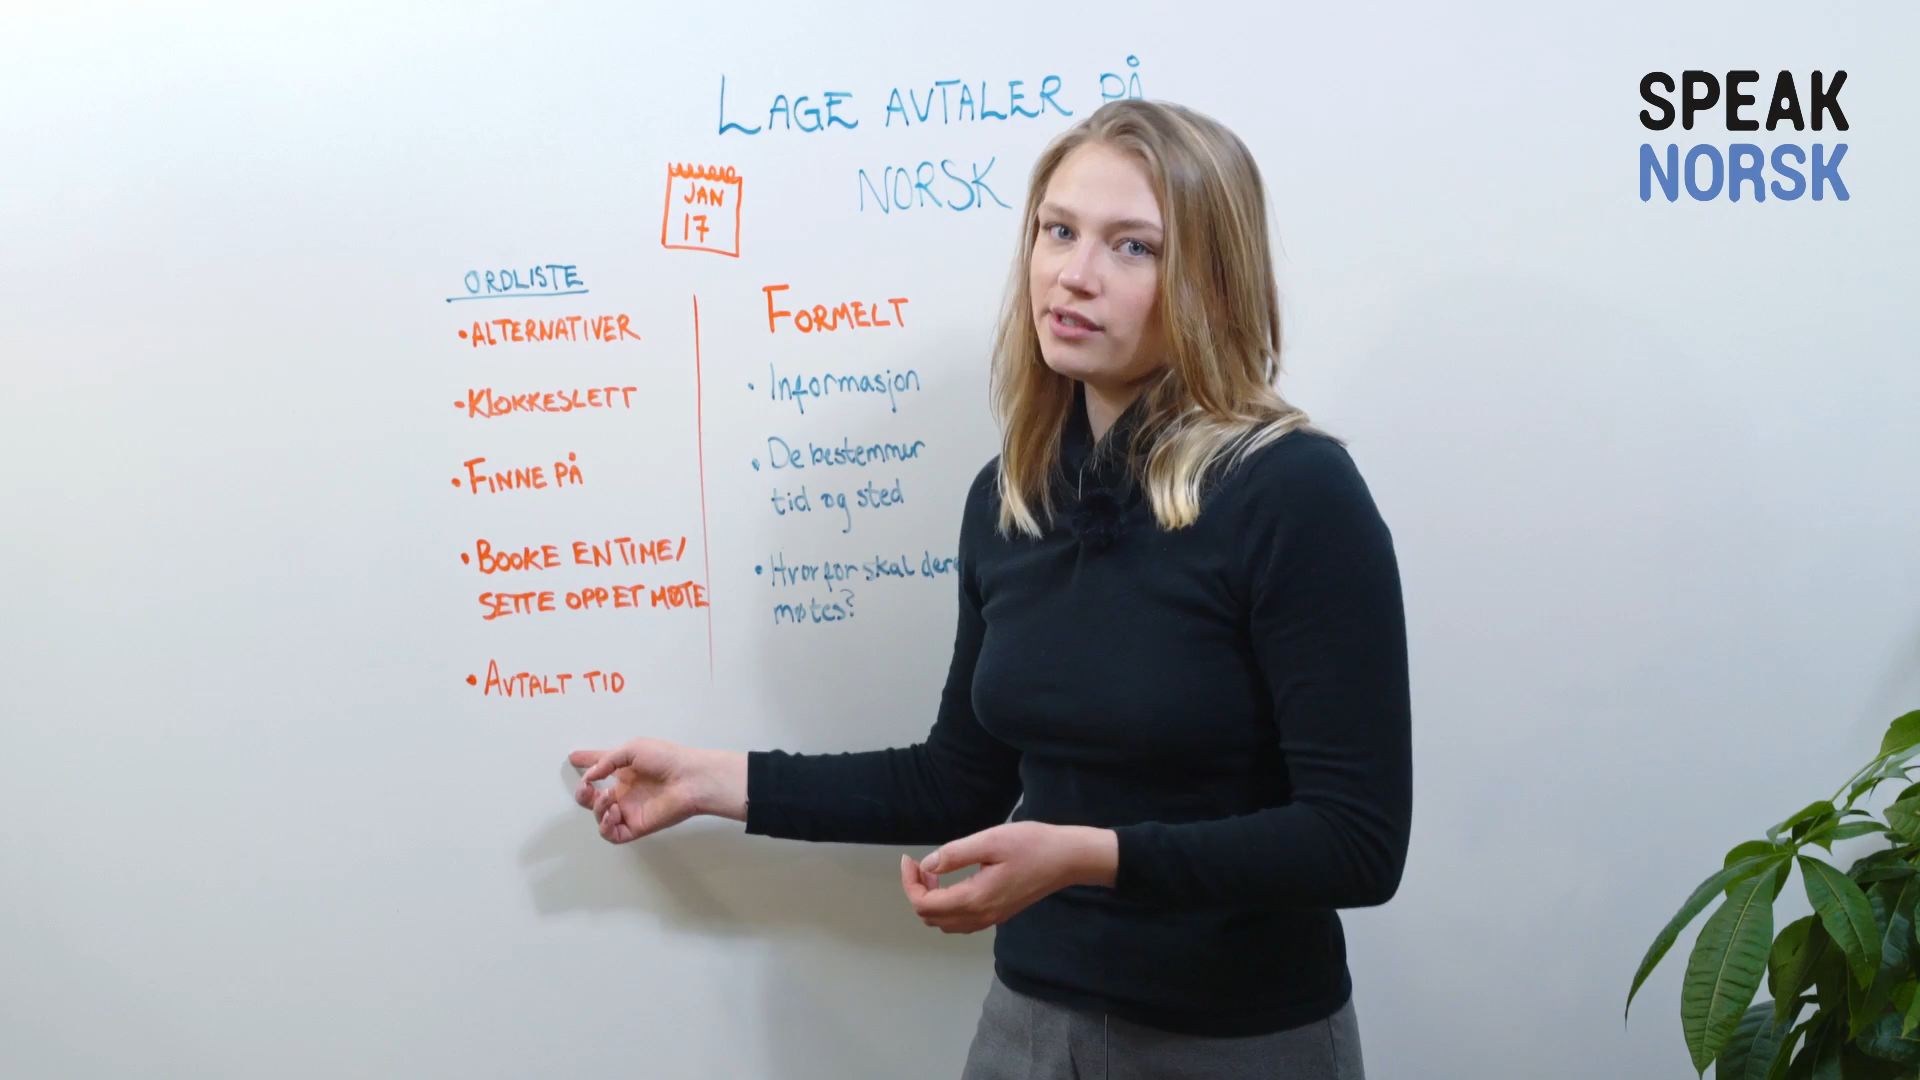 LAGE AVTALER PÅ
NORSK
JAN
17
ORDLISTE
• ALTERNATIVER
• KLOKKESLETT
• FINNE PÅ
• BOOKE EN TIME/
SETTE OPP ET MØTE
• AVTALT TID
FORMELT
• Informasjon
• De bestemmer
tid og sted
• Hvorfor skal dere
møtes?
SPEAK
NORSK